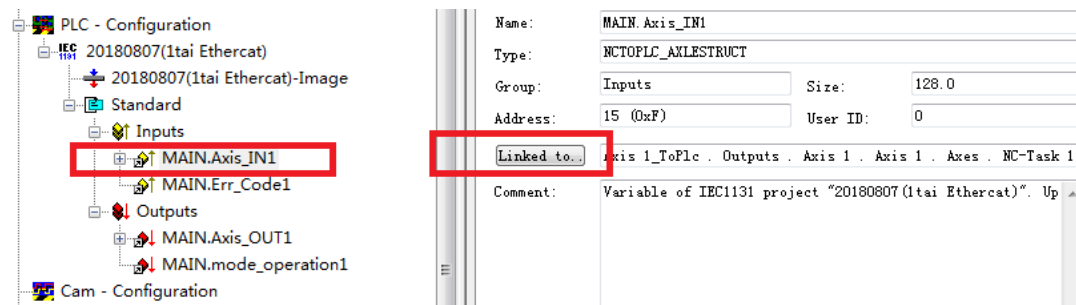 PLC - Configuration
IEC 1131 20180807(1tai Ethercat)
20180807(1tai Ethercat)-Image
Standard
Inputs
MAIN.Axis_IN1
MAIN.Err_Code1
Outputs
MAIN.Axis_OUT1
MAIN.mode_operation1
Cam - Configuration
Name: MAIN.Axis_IN1
Type: NCTOPLC_AXLESTRUCT
Group: Inputs Size: 128.0
Address: 15 (0xF) User ID: 0
Linked to.. Axis 1_ToPlc . Outputs . Axis 1 . Axis 1 . Axes . NC-Task 1
Comment: Variable of IEC1131 project "20180807(1tai Ethercat)". Up